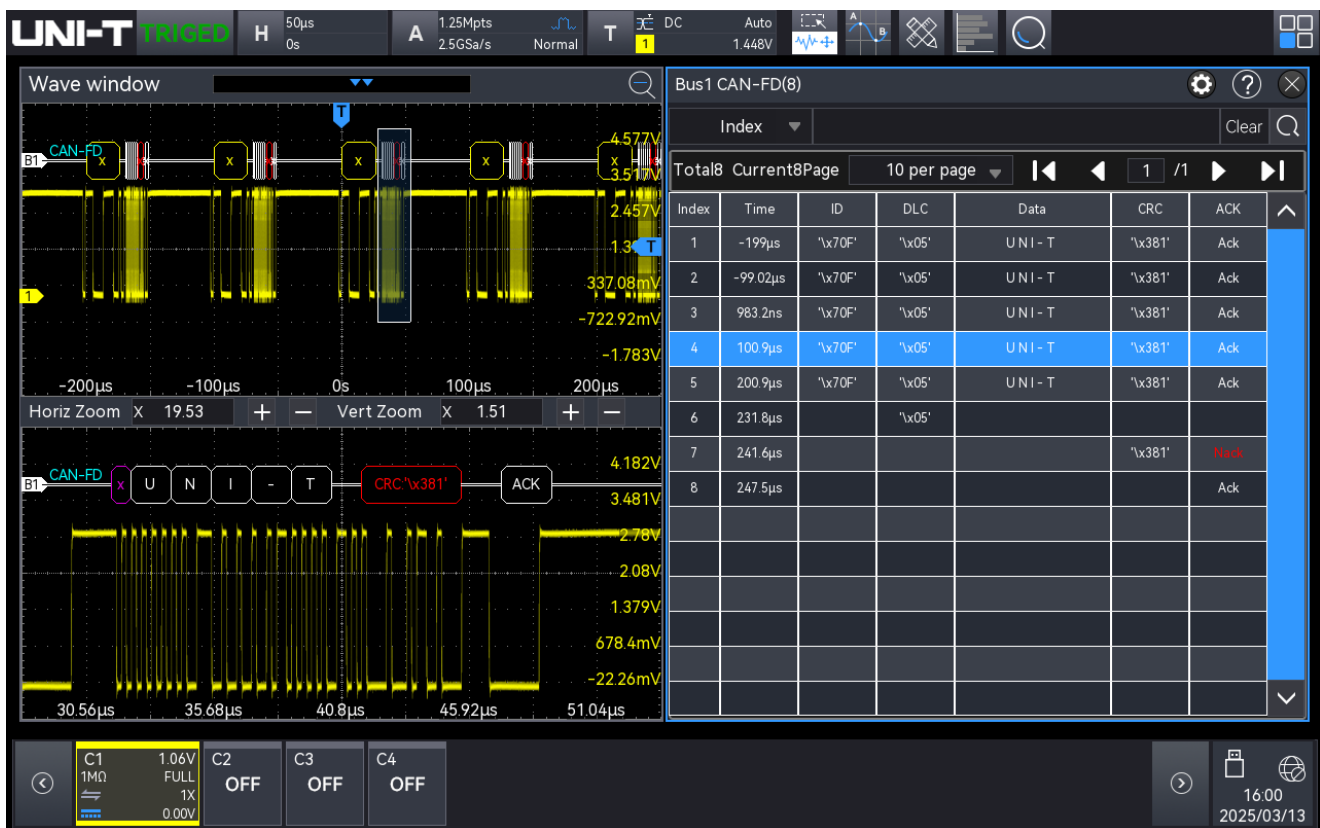 UNI-T TRIGED H 50μs 0s A 1.25Mpts 2.5GSa/s Normal T DC 1 Auto 1.448V A B
Wave window
T
B1 CAN-FD x x x x x
4.577V
3.517V
2.457V
T
1
337.08mV
-722.92mV
-1.783V
-200μs -100μs 0s 100μs 200μs
Horiz Zoom X 19.53 + - Vert Zoom X 1.51 + -
B1 CAN-FD x U N I - T CRC:'\x381' ACK
4.182V
3.481V
2.78V
2.08V
1.379V
678.4mV
-22.26mV
30.56μs 35.68μs 40.8μs 45.92μs 51.04μs
Bus1 CAN-FD(8) ?
Index Clear
Total8 Current8Page 10 per page 1 /1
Index Time ID DLC Data CRC ACK
1 -199μs '\x70F' '\x05' U N I - T '\x381' Ack
2 -99.02μs '\x70F' '\x05' U N I - T '\x381' Ack
3 983.2ns '\x70F' '\x05' U N I - T '\x381' Ack
4 100.9μs '\x70F' '\x05' U N I - T '\x381' Ack
5 200.9μs '\x70F' '\x05' U N I - T '\x381' Ack
6 231.8μs '\x05'
7 241.6μs '\x381' Nack
8 247.5μs Ack
C1 1.06V
1MΩ FULL
1X
0.00V
C2 OFF
C3 OFF
C4 OFF
16:00
2025/03/13